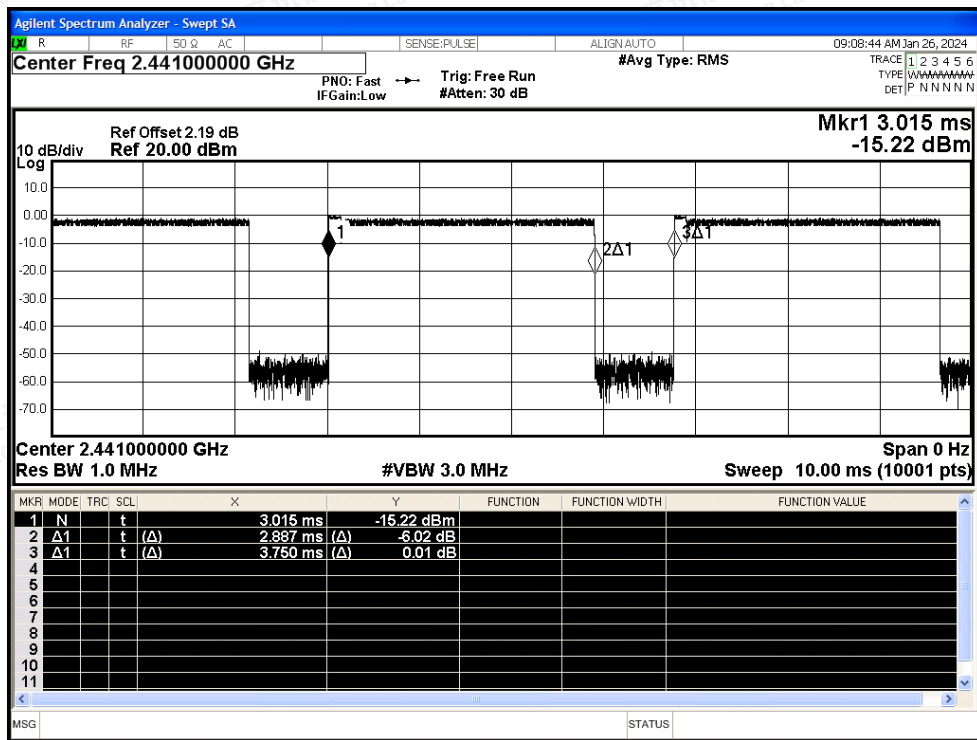 Agilent Spectrum Analyzer - Swept SA
LXI R RF 50 Ω AC SENSE:PULSE ALIGN AUTO 09:08:44 AM Jan 26, 2024
Center Freq 2.441000000 GHz #Avg Type: RMS TRACE 1 2 3 4 5 6
PNO: Fast Trig: Free Run TYPE
IFGain:Low #Atten: 30 dB DET P N N N N N
Mkr1 3.015 ms
Ref Offset 2.19 dB
10 dB/div Ref 20.00 dBm -15.22 dBm
Log
10.0
0.00
1 3Δ1
-10.0
2Δ1
-20.0
-30.0
-40.0
-50.0
-60.0
-70.0
Center 2.441000000 GHz Span 0 Hz
Res BW 1.0 MHz #VBW 3.0 MHz Sweep 10.00 ms (10001 pts)
MKR MODE TRC SCL X Y FUNCTION FUNCTION WIDTH FUNCTION VALUE
1 N t 3.015 ms -15.22 dBm
2 Δ1 t (Δ) 2.887 ms (Δ) -6.02 dB
3 Δ1 t (Δ) 3.750 ms (Δ) 0.01 dB
4
5
6
7
8
9
10
11
MSG STATUS